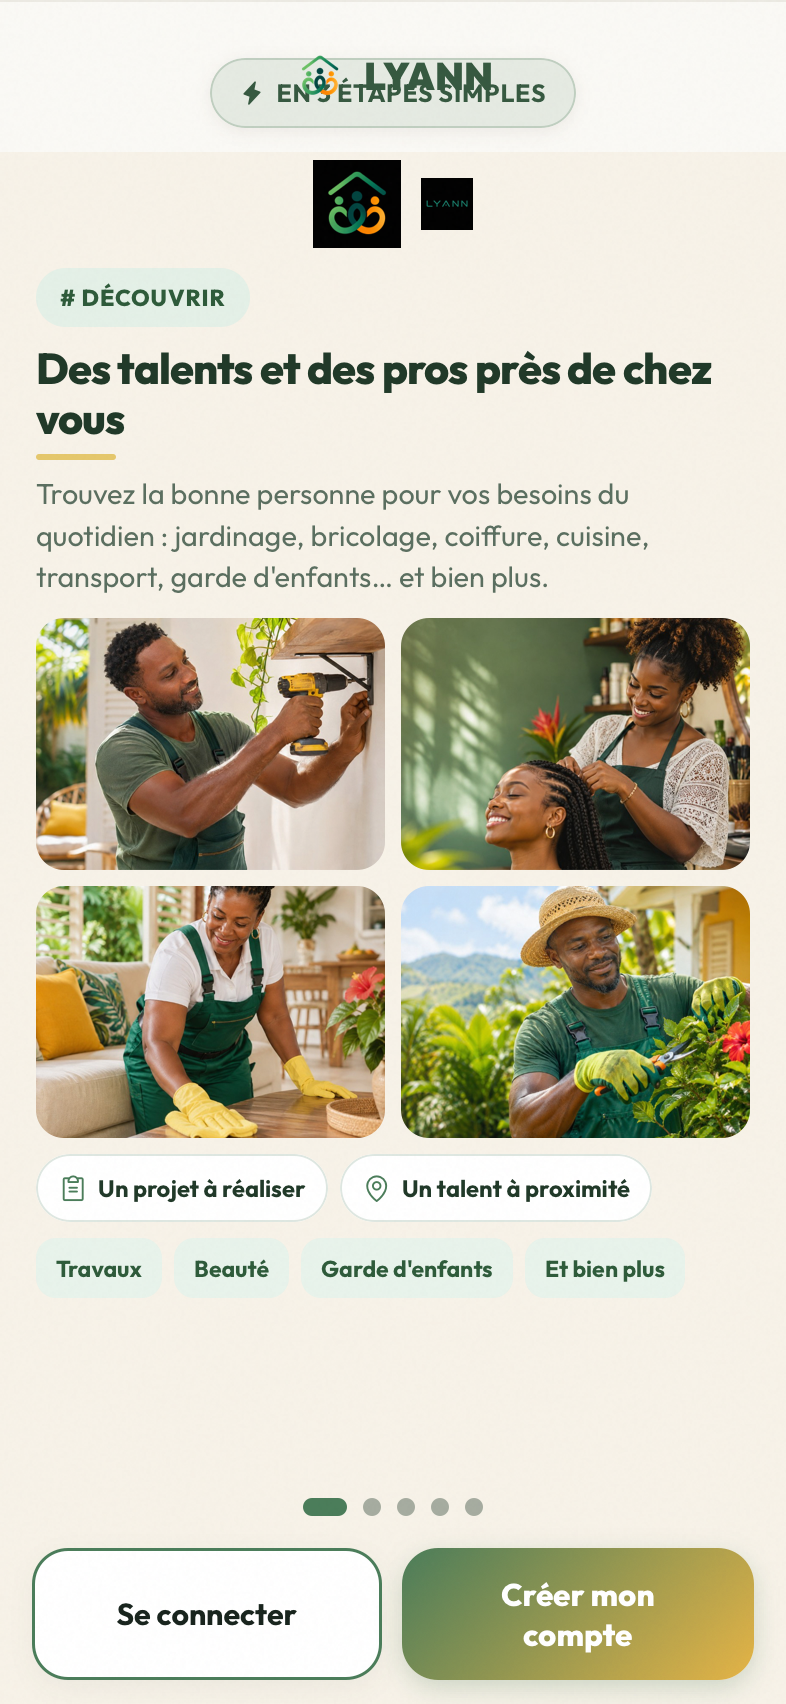 LYANN
EN 3 ÉTAPES SIMPLES
LYANN
# DÉCOUVRIR
Des talents et des pros près de chez
vous
Trouvez la bonne personne pour vos besoins du
quotidien : jardinage, bricolage, coiffure, cuisine,
transport, garde d'enfants... et bien plus.
Un projet à réaliser
Un talent à proximité
Travaux
Beauté
Garde d'enfants
Et bien plus
Se connecter
Créer mon
compte